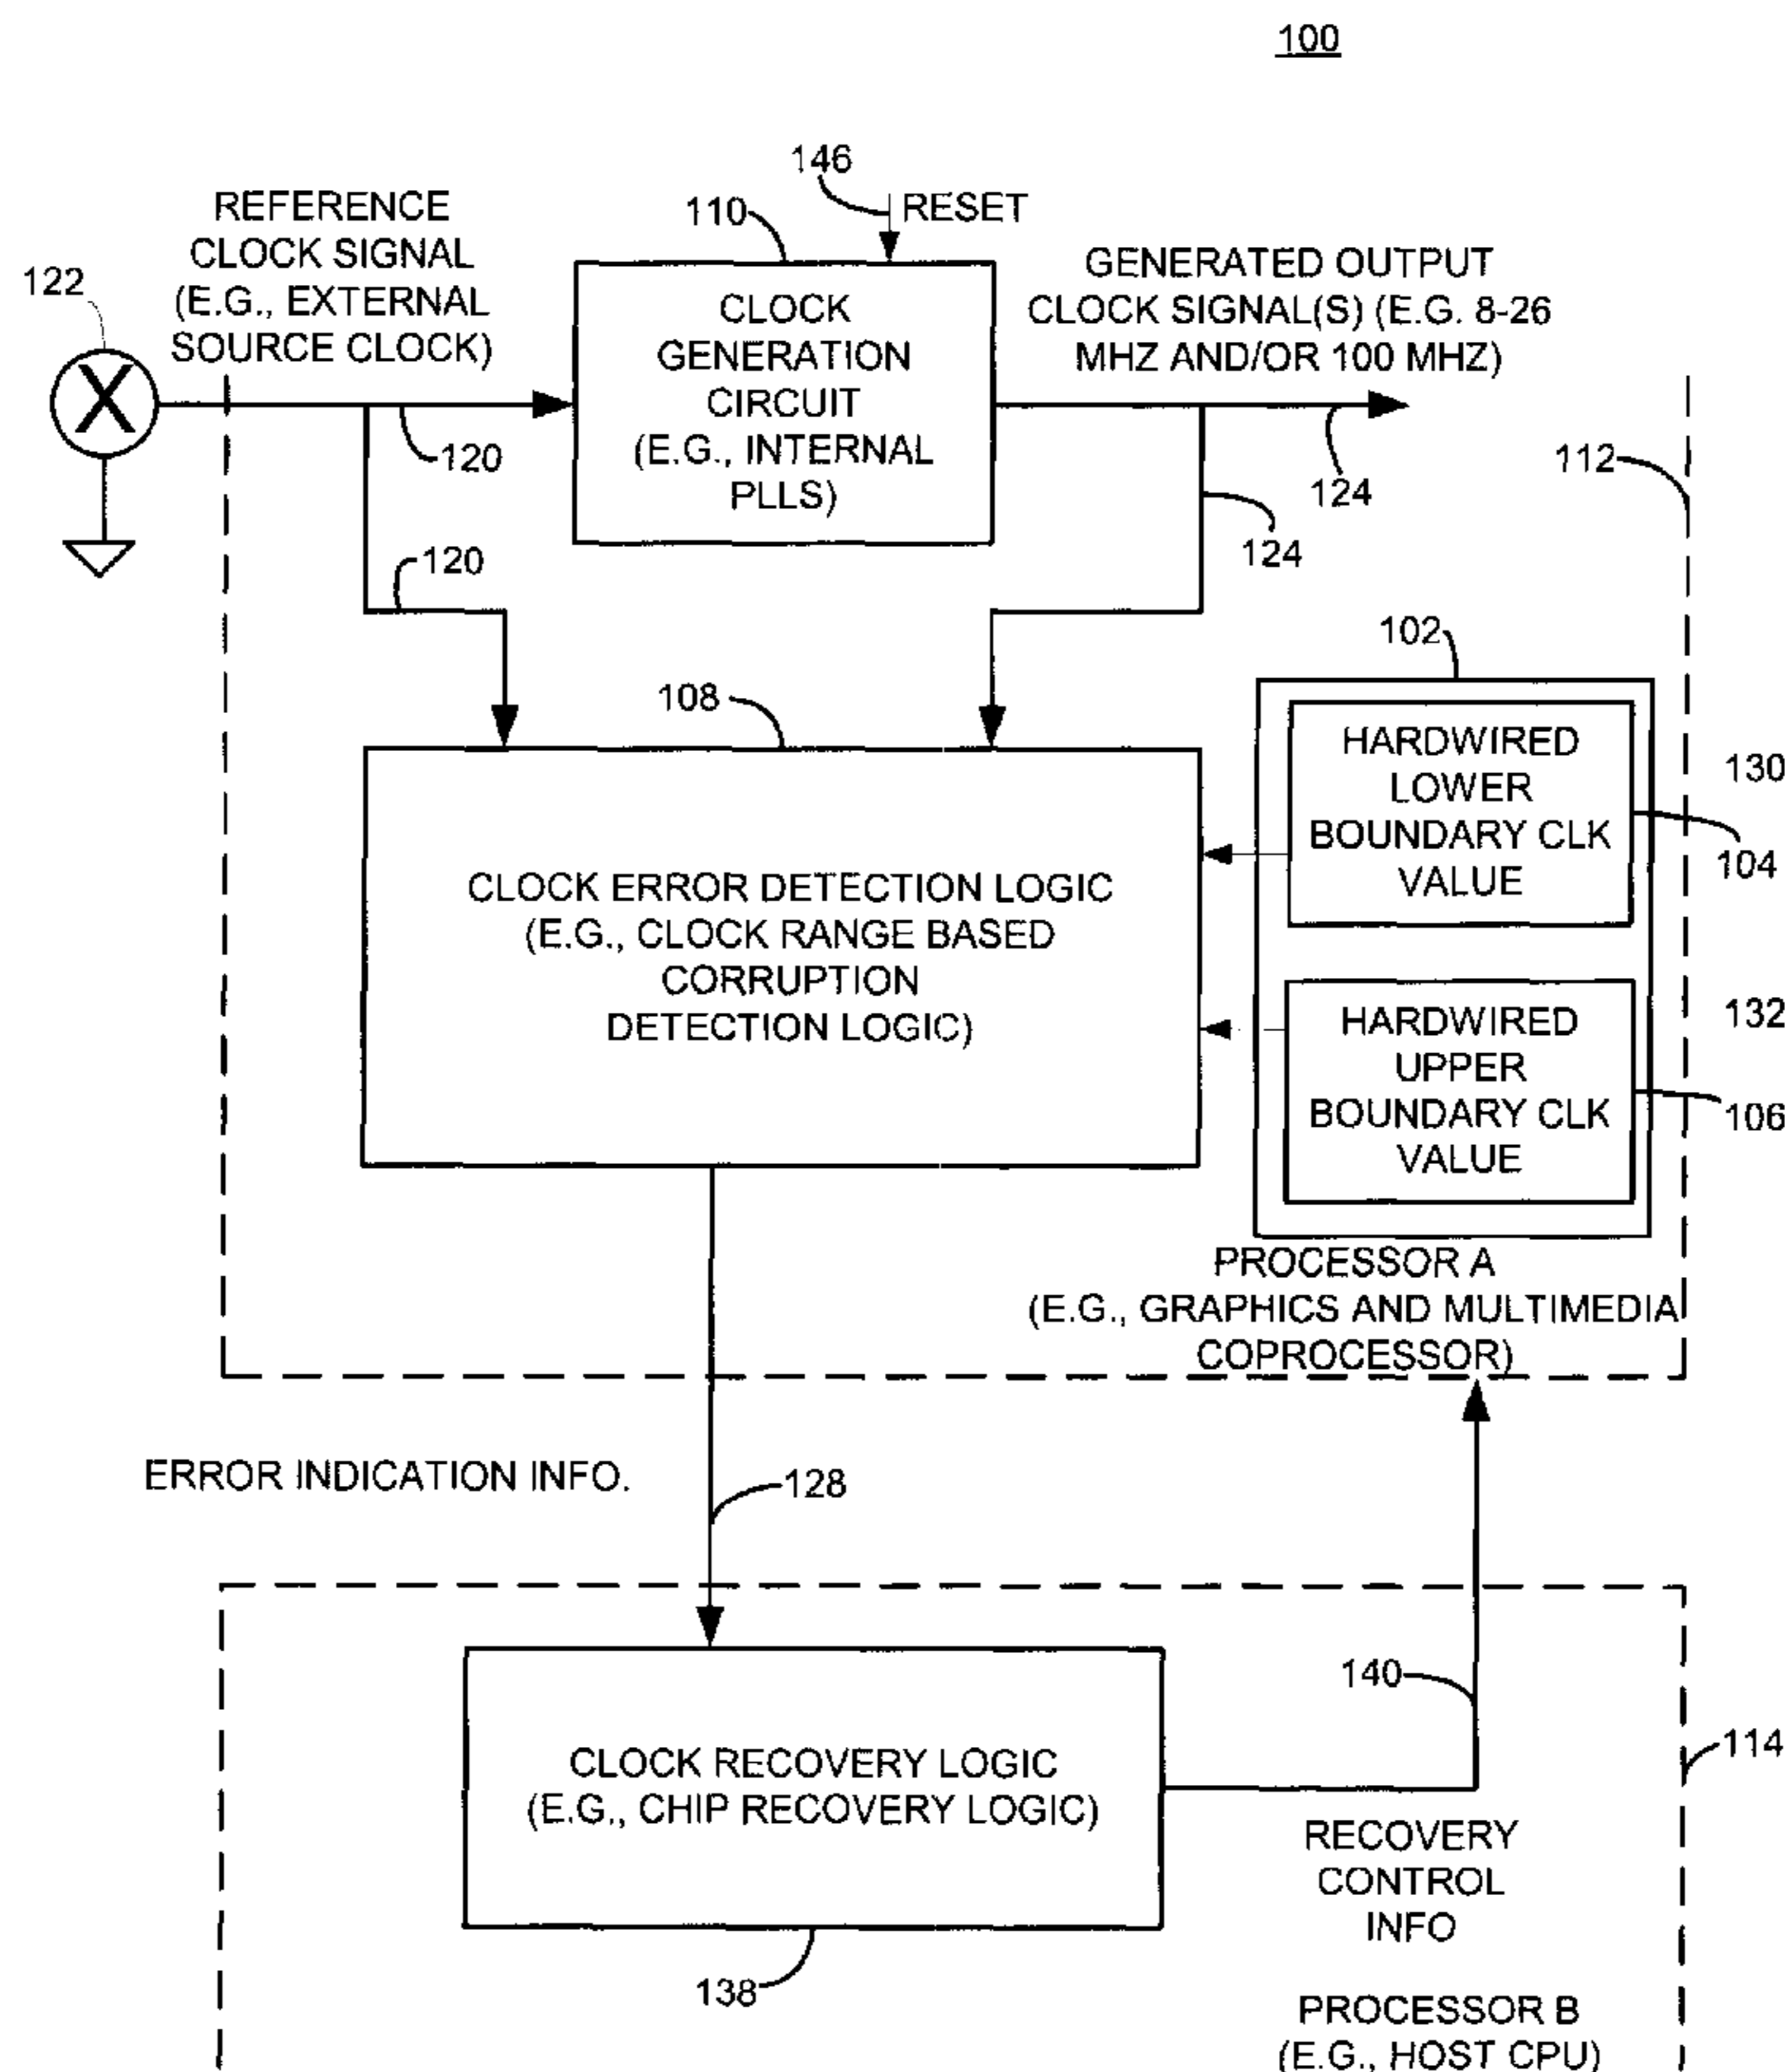 100
146
RESET
110
REFERENCE
CLOCK SIGNAL
(E.G., EXTERNAL
SOURCE CLOCK)
122
CLOCK
GENERATION
CIRCUIT
(E.G., INTERNAL
PLLS)
GENERATED OUTPUT
CLOCK SIGNAL(S) (E.G. 8-26
MHZ AND/OR 100 MHZ)
X
120
124
112
120
124
102
108
HARDWIRED
LOWER
BOUNDARY CLK
VALUE
130
104
CLOCK ERROR DETECTION LOGIC
(E.G., CLOCK RANGE BASED
CORRUPTION
DETECTION LOGIC)
HARDWIRED
UPPER
BOUNDARY CLK
VALUE
132
106
PROCESSOR A
(E.G., GRAPHICS AND MULTIMEDIA
COPROCESSOR)
ERROR INDICATION INFO.
128
140
114
CLOCK RECOVERY LOGIC
(E.G., CHIP RECOVERY LOGIC)
RECOVERY
CONTROL
INFO
138
PROCESSOR B
(E.G., HOST CPU)